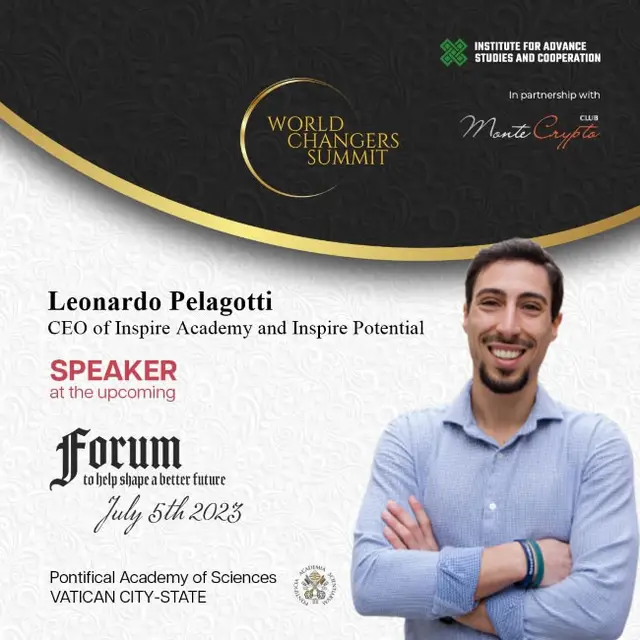 INSTITUTE FOR ADVANCE
STUDIES AND COOPERATION
In partnership with
CLUB
Monte Crypto
WORLD
CHANGERS
SUMMIT
Leonardo Pelagotti
CEO of Inspire Academy and Inspire Potential
SPEAKER
at the upcoming
Forum
to help shape a better future
July 5th 2023
Pontifical Academy of Sciences
VATICAN CITY-STATE